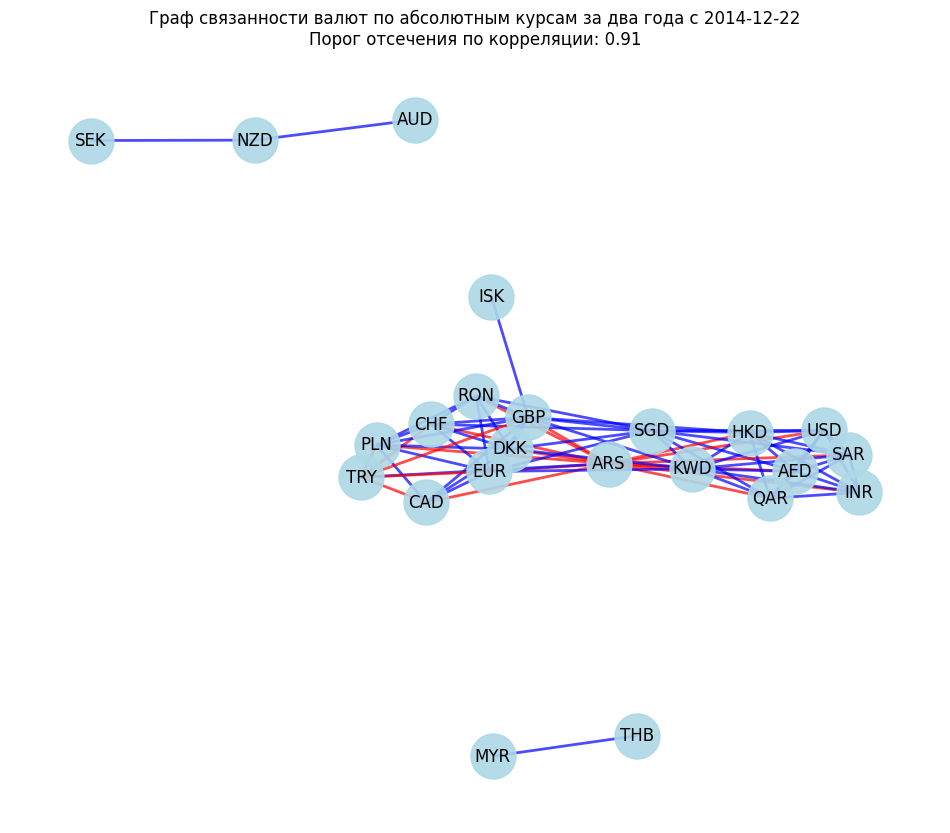 Граф связанности валют по абсолютным курсам за два года с 2014-12-22
Порог отсечения по корреляции: 0.91
AUD
SEK
NZD
ISK
RON
GBP
CHF
SGD
HKD
USD
PLN
DKK
SAR
ARS
KWD
TRY
EUR
AED
INR
CAD
QAR
THB
MYR